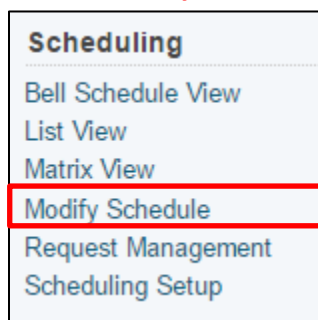 Scheduling
Bell Schedule View
List View
Matrix View
Modify Schedule
Request Management
Scheduling Setup